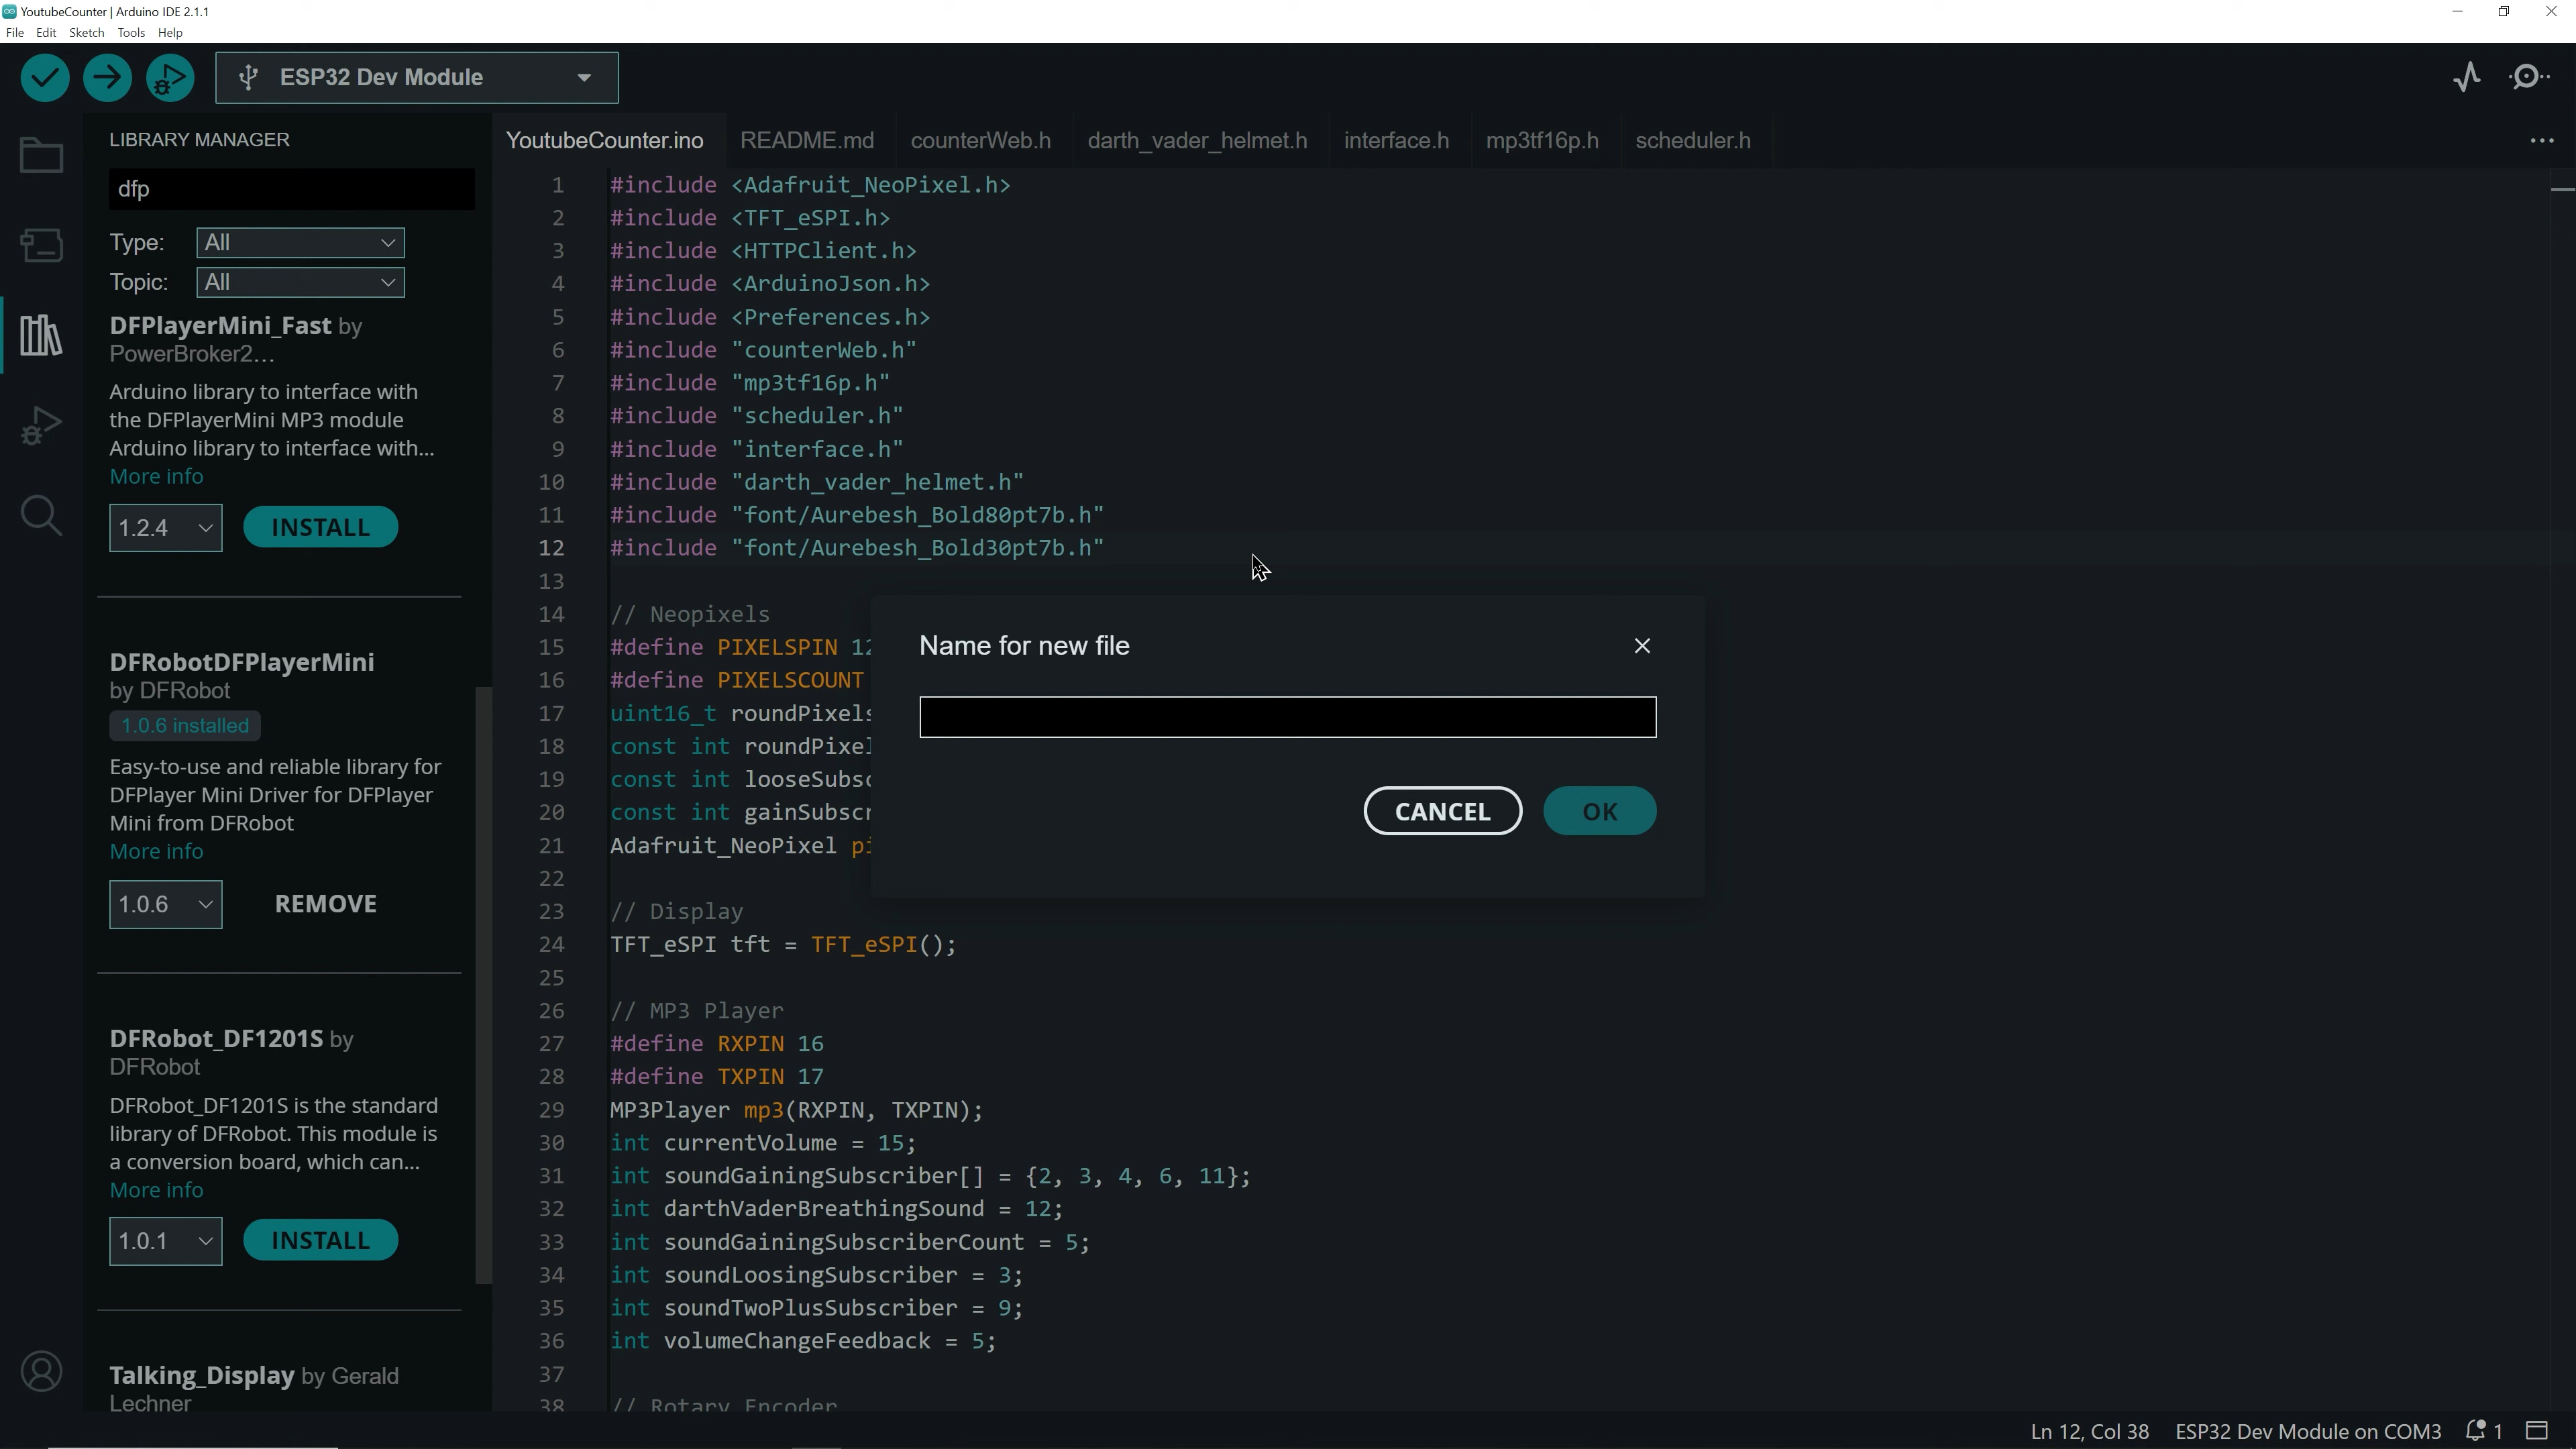 YoutubeCounter | Arduino IDE 2.1.1
File Edit Sketch Tools Help
ESP32 Dev Module
LIBRARY MANAGER
dfp
Type: All
Topic: All
DFPlayerMini_Fast by
PowerBroker2...
Arduino library to interface with
the DFPlayerMini MP3 module
Arduino library to interface with...
More info
1.2.4 INSTALL
DFRobotDFPlayerMini
by DFRobot
1.0.6 installed
Easy-to-use and reliable library for
DFPlayer Mini Driver for DFPlayer
Mini from DFRobot
More info
1.0.6 REMOVE
DFRobot_DF1201S by
DFRobot
DFRobot_DF1201S is the standard
library of DFRobot. This module is
a conversion board, which can...
More info
1.0.1 INSTALL
Talking_Display by Gerald
Lechner
YoutubeCounter.ino README.md counterWeb.h darth_vader_helmet.h interface.h mp3tf16p.h scheduler.h
1 #include <Adafruit_NeoPixel.h>
2 #include <TFT_eSPI.h>
3 #include <HTTPClient.h>
4 #include <ArduinoJson.h>
5 #include <Preferences.h>
6 #include "counterWeb.h"
7 #include "mp3tf16p.h"
8 #include "scheduler.h"
9 #include "interface.h"
10 #include "darth_vader_helmet.h"
11 #include "font/Aurebesh_Bold80pt7b.h"
12 #include "font/Aurebesh_Bold30pt7b.h"
13
14 // Neopixels
15 #define PIXELSPIN 12
16 #define PIXELSCOUNT
17 uint16_t roundPixels
18 const int roundPixel
19 const int looseSubsc
20 const int gainSubscr
21 Adafruit_NeoPixel pi
22
23 // Display
24 TFT_eSPI tft = TFT_eSPI();
25
26 // MP3 Player
27 #define RXPIN 16
28 #define TXPIN 17
29 MP3Player mp3(RXPIN, TXPIN);
30 int currentVolume = 15;
31 int soundGainingSubscriber[] = {2, 3, 4, 6, 11};
32 int darthVaderBreathingSound = 12;
33 int soundGainingSubscriberCount = 5;
34 int soundLoosingSubscriber = 3;
35 int soundTwoPlusSubscriber = 9;
36 int volumeChangeFeedback = 5;
37
38 // Rotary Encoder
Name for new file
CANCEL OK
Ln 12, Col 38 ESP32 Dev Module on COM3 1